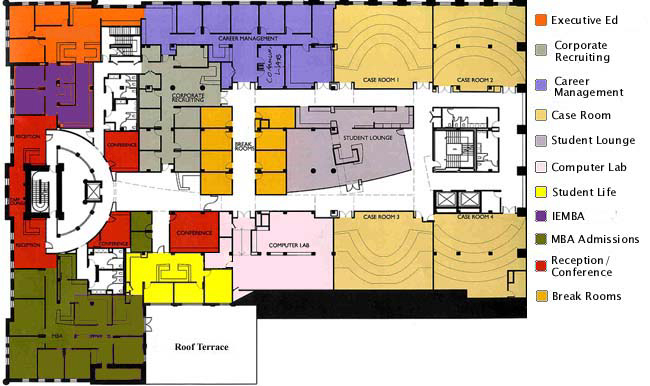 CAREER MANAGEMENT
CASE ROOM 1
CASE ROOM 2
CORPORATE
RECRUITING
RECEPTION
CONFERENCE
BREAK
ROOMS
STUDENT LOUNGE
RECEPTION
CONFERENCE
CONFERENCE
COMPUTER LAB
CASE ROOM 3
CASE ROOM 4
MBA
Roof Terrace
Executive Ed
Corporate
Recruiting
Career
Management
Case Room
Student Lounge
Computer Lab
Student Life
IEMBA
MBA Admissions
Reception /
Conference
Break Rooms